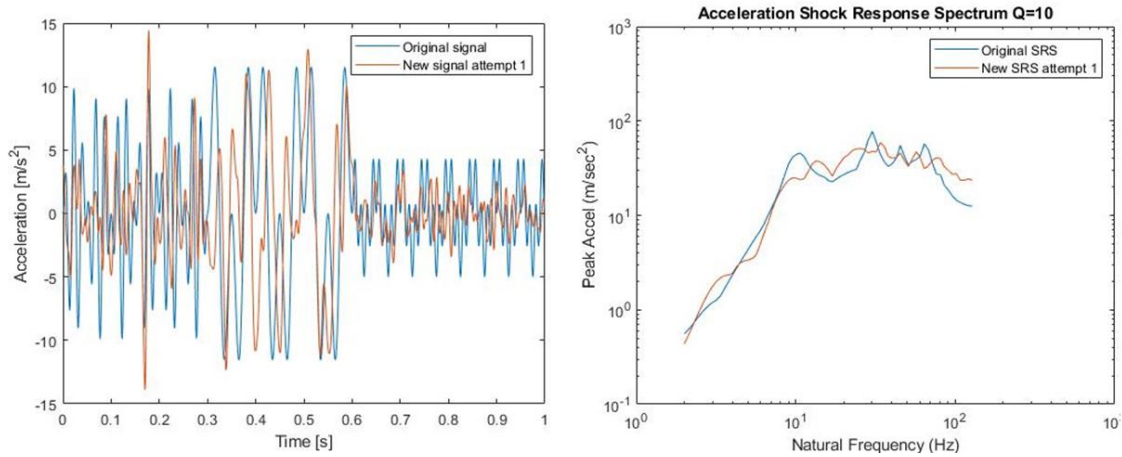 15
10
5
0
-5
-10
-15
Acceleration [m/s²]
Original signal
New signal attempt 1
0 0.1 0.2 0.3 0.4 0.5 0.6 0.7 0.8 0.9 1
Time [s]
Acceleration Shock Response Spectrum Q=10
10³
10²
10¹
10⁰
10⁻¹
Peak Accel (m/sec²)
Original SRS
New SRS attempt 1
10⁰ 10¹ 10² 10³
Natural Frequency (Hz)